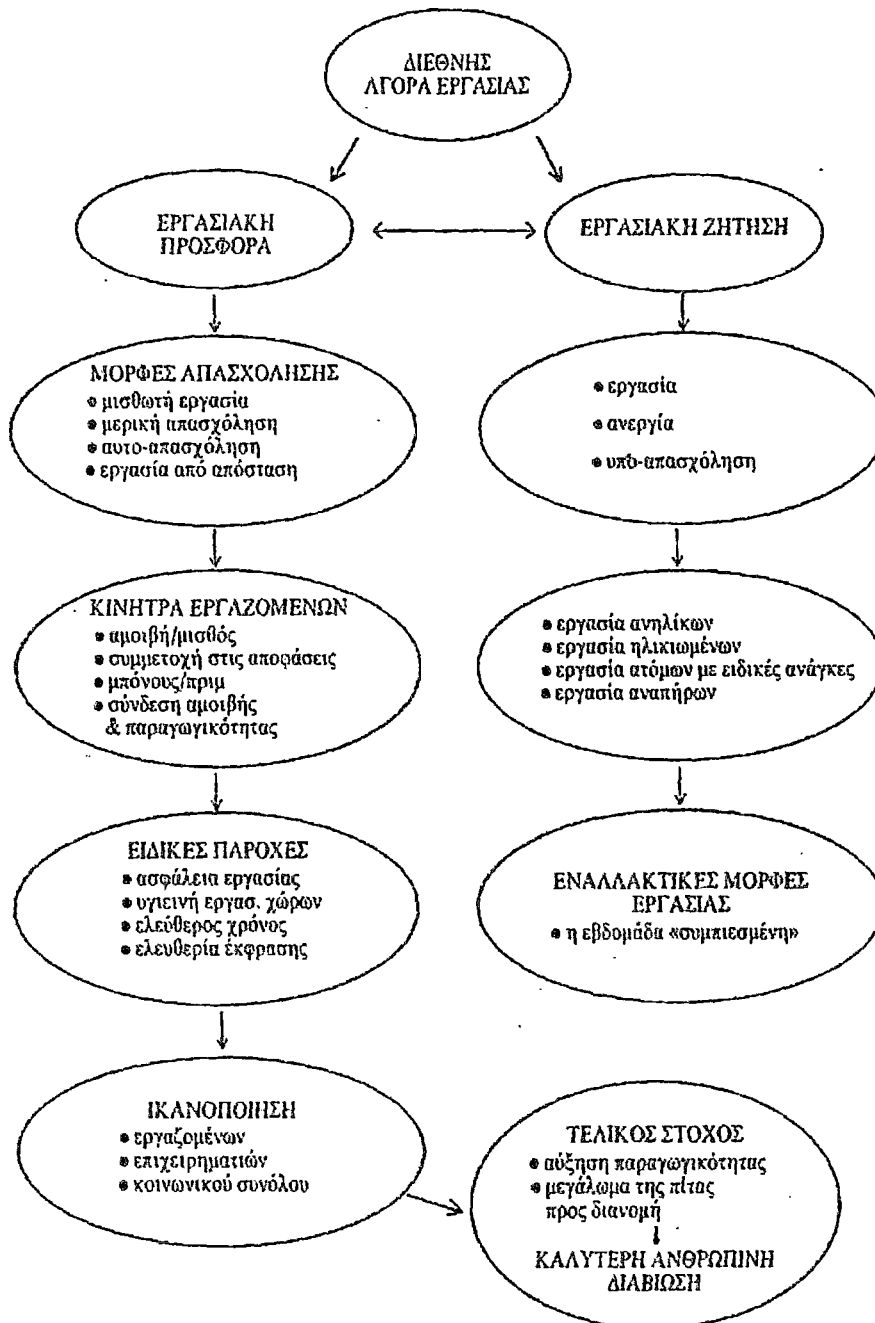 ΔΙΕΘΝΗΣ
ΑΓΟΡΑ ΕΡΓΑΣΙΑΣ
ΕΡΓΑΣΙΑΚΗ
ΠΡΟΣΦΟΡΑ
ΕΡΓΑΣΙΑΚΗ ΖΗΤΗΣΗ
ΜΟΡΦΕΣ ΑΠΑΣΧΟΛΗΣΗΣ
• μισθωτή εργασία
• μερική απασχόληση
• αυτο-απασχόληση
• εργασία από απόσταση
• εργασία
• ανεργία
• υπό-απασχόληση
ΚΙΝΗΤΡΑ ΕΡΓΑΖΟΜΕΝΩΝ
• αμοιβή/μισθός
• συμμετοχή στις αποφάσεις
• μπόνους/πριμ
• σύνδεση αμοιβής
& παραγωγικότητας
• εργασία ανηλίκων
• εργασία ηλικιωμένων
• εργασία ατόμων με ειδικές ανάγκες
• εργασία αναπήρων
ΕΙΔΙΚΕΣ ΠΑΡΟΧΕΣ
• ασφάλεια εργασίας
• υγιεινή εργασ. χώρων
• ελεύθερος χρόνος
• ελευθερία έκφρασης
ΕΝΑΛΛΑΚΤΙΚΕΣ ΜΟΡΦΕΣ
ΕΡΓΑΣΙΑΣ
• η εβδομάδα «συμπιεσμένη»
ΙΚΑΝΟΠΟΙΗΣΗ
• εργαζομένων
• επιχειρηματιών
• κοινωνικού συνόλου
ΤΕΛΙΚΟΣ ΣΤΟΧΟΣ
• αύξηση παραγωγικότητας
• μεγάλωμα της πίτας
προς διανομή
ΚΑΛΥΤΕΡΗ ΑΝΘΡΩΠΙΝΗ
ΔΙΑΒΙΩΣΗ